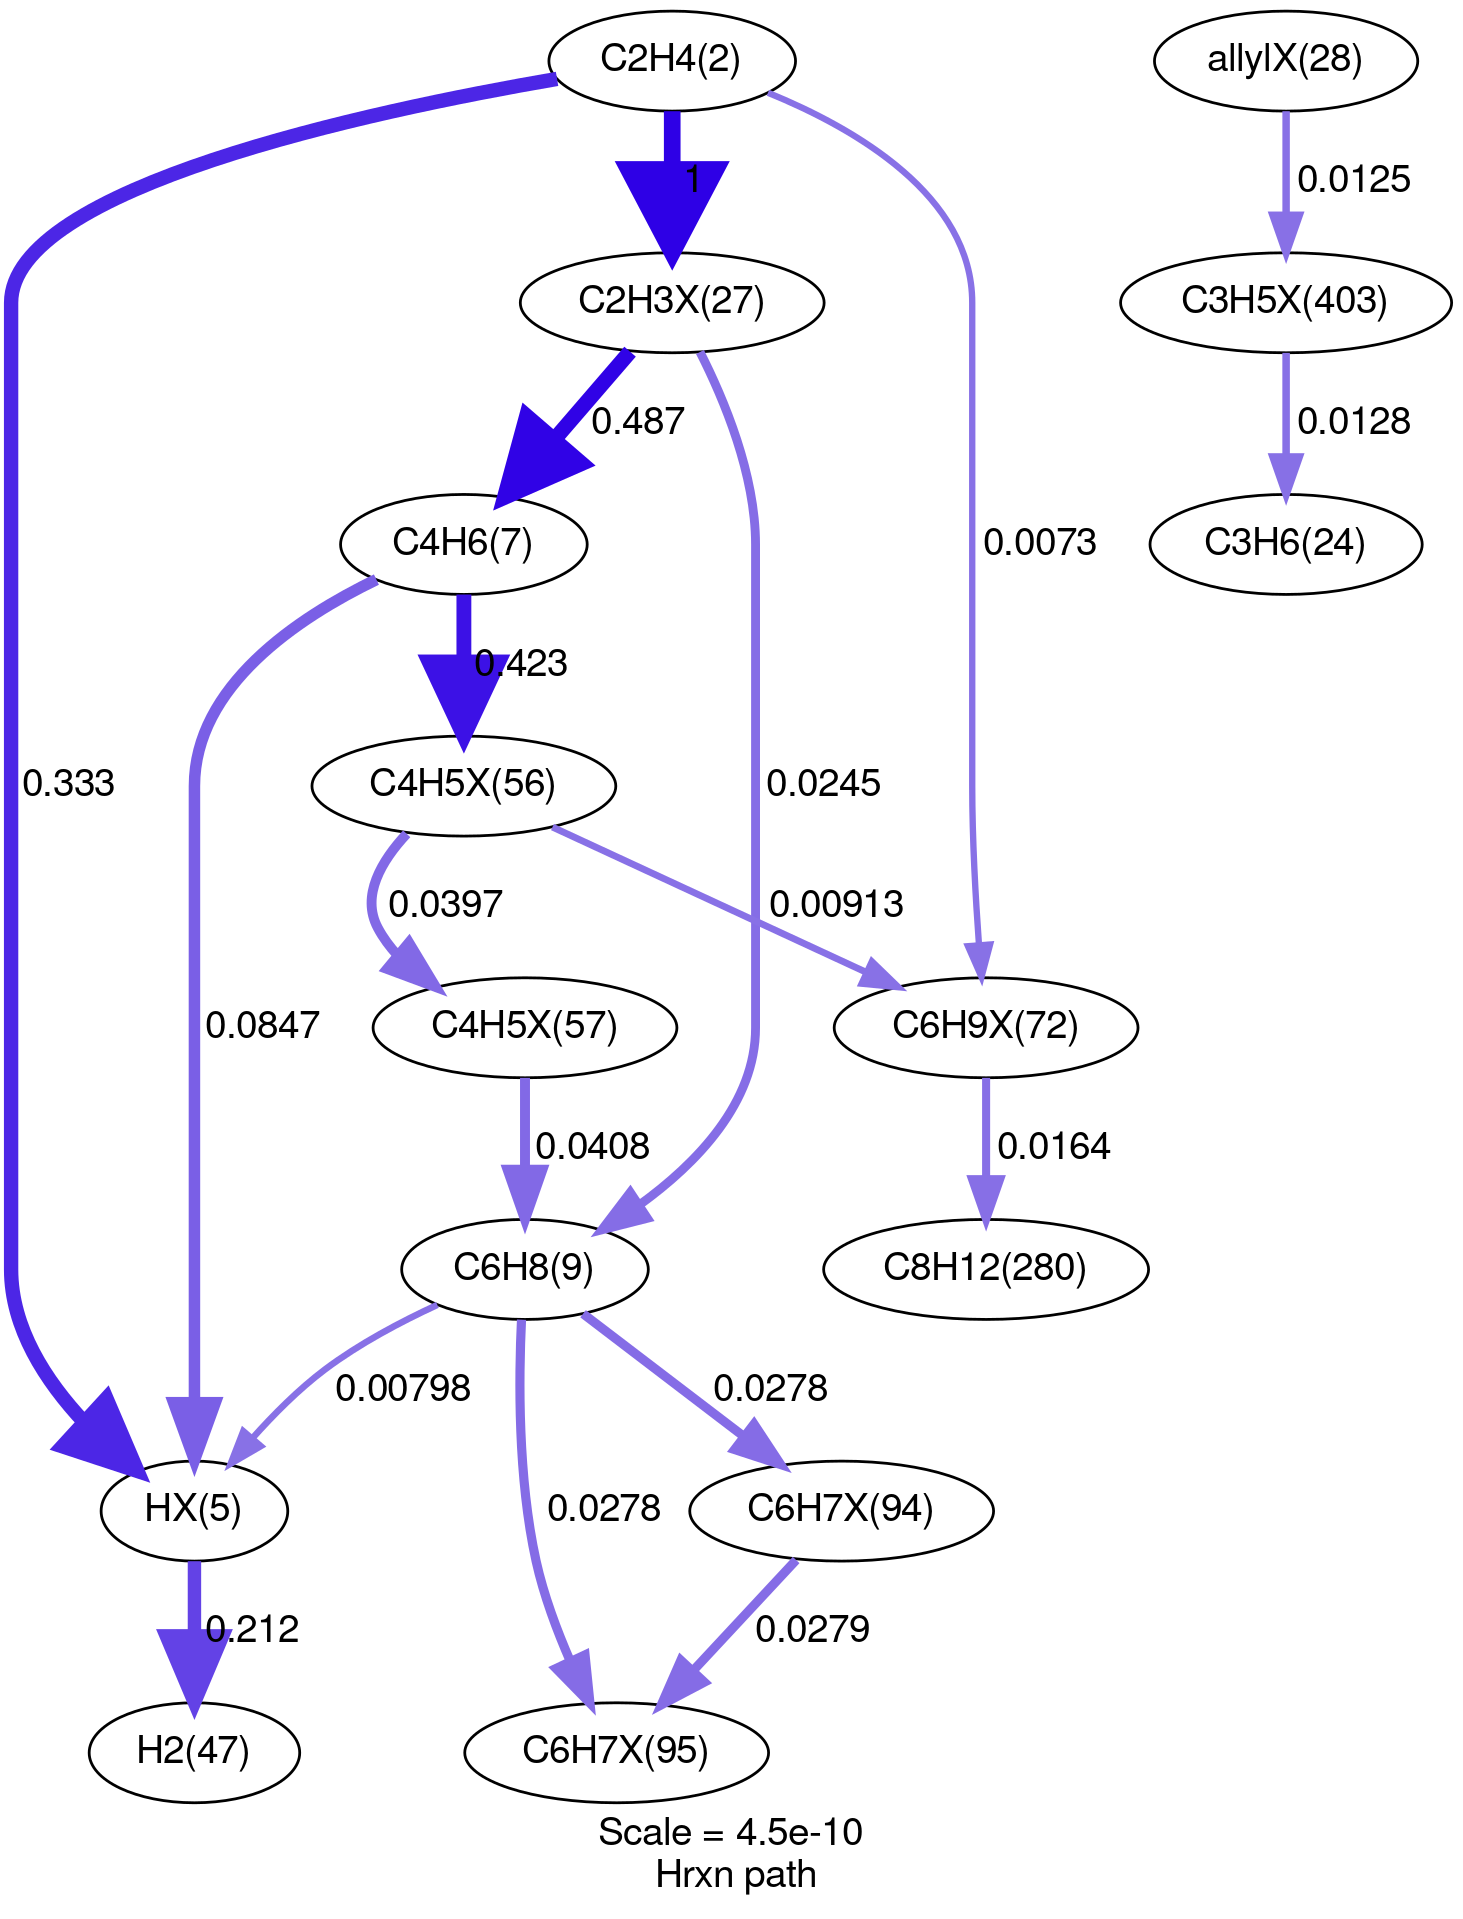 C2H4(2)
allylX(28)
1
0.0125
C2H3X(27)
C3H5X(403)
0.487
0.0128
C4H6(7)
0.0073
C3H6(24)
0.423
0.333
C4H5X(56)
0.0245
0.0397
0.00913
0.0847
C4H5X(57)
C6H9X(72)
0.0408
0.0164
C6H8(9)
C8H12(280)
0.00798
0.0278
HX(5)
0.0278
C6H7X(94)
0.212
0.0279
H2(47)
C6H7X(95)
Scale = 4.5e-10
Hrxn path